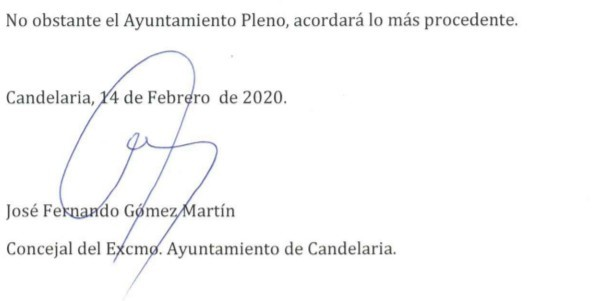 No obstante el Ayuntamiento Pleno, acordará lo más procedente.
Candelaria, 14 de Febrero de 2020.
José Fernando Gómez Martín
Concejal del Excmo. Ayuntamiento de Candelaria.